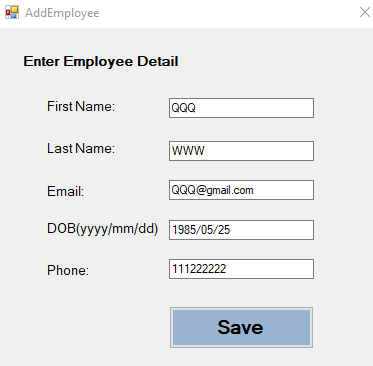 AddEmployee
Enter Employee Detail
First Name: QQQ
Last Name: WWW
Email: QQQ@gmail.com
DOB(yyyy/mm/dd) 1985/05/25
Phone: 111222222
Save